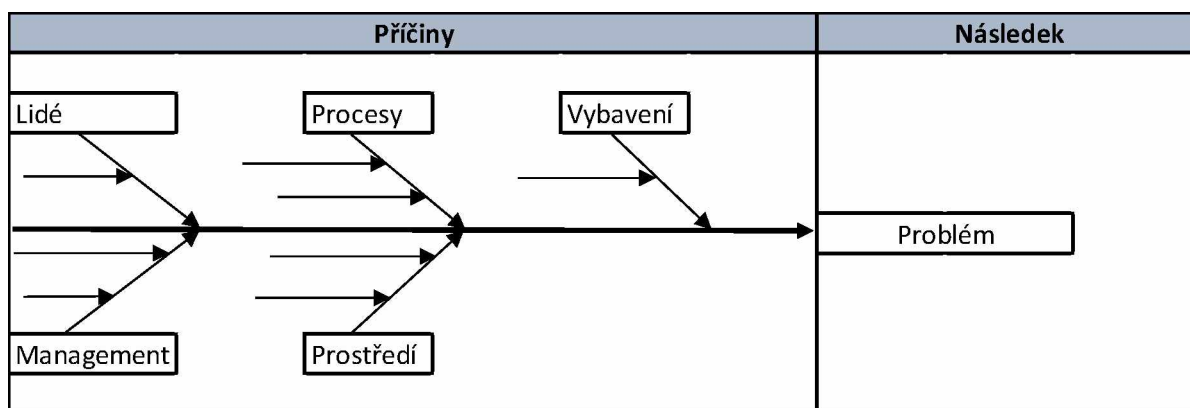 Příčiny
Následek
Lidé
Procesy
Vybavení
Problém
Management
Prostředí